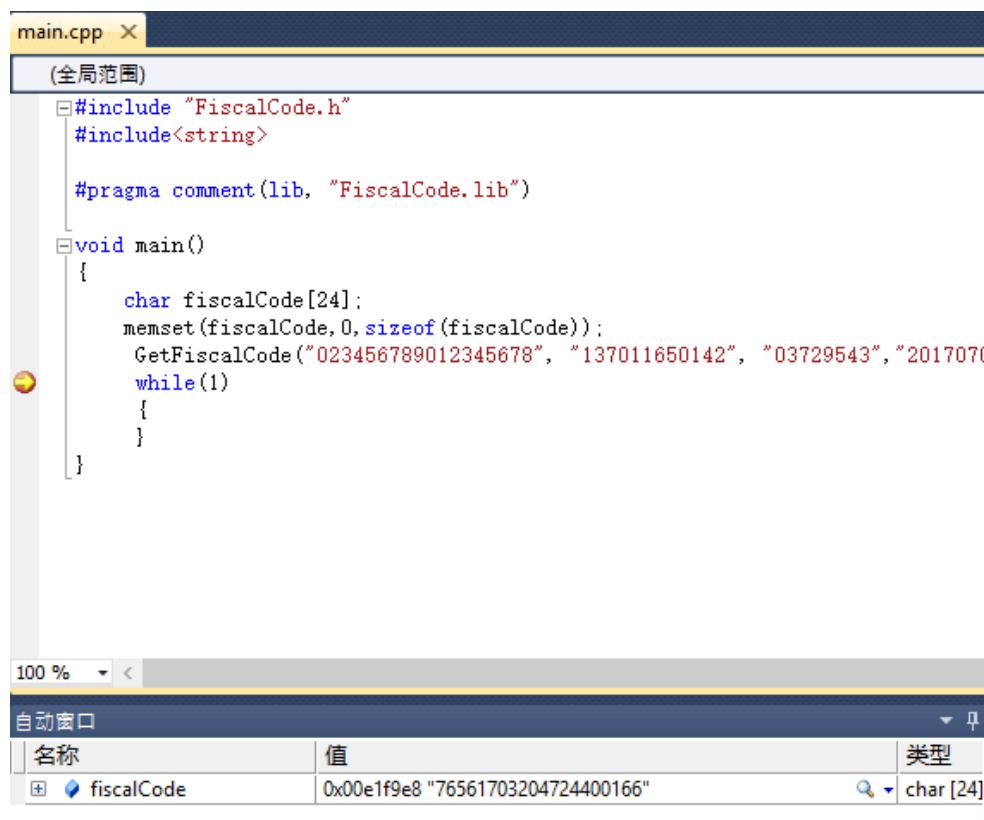 main.cpp
(全局范围)
#include "FiscalCode.h"
#include<string>
#pragma comment(lib, "FiscalCode.lib")
void main()
{
char fiscalCode[24];
memset(fiscalCode,0,sizeof(fiscalCode));
GetFiscalCode("023456789012345678", "137011650142", "03729543","2017070
while(1)
{
}
}
100 %
自动窗口
名称 值 类型
fiscalCode 0x00e1f9e8 "76561703204724400166" char [24]